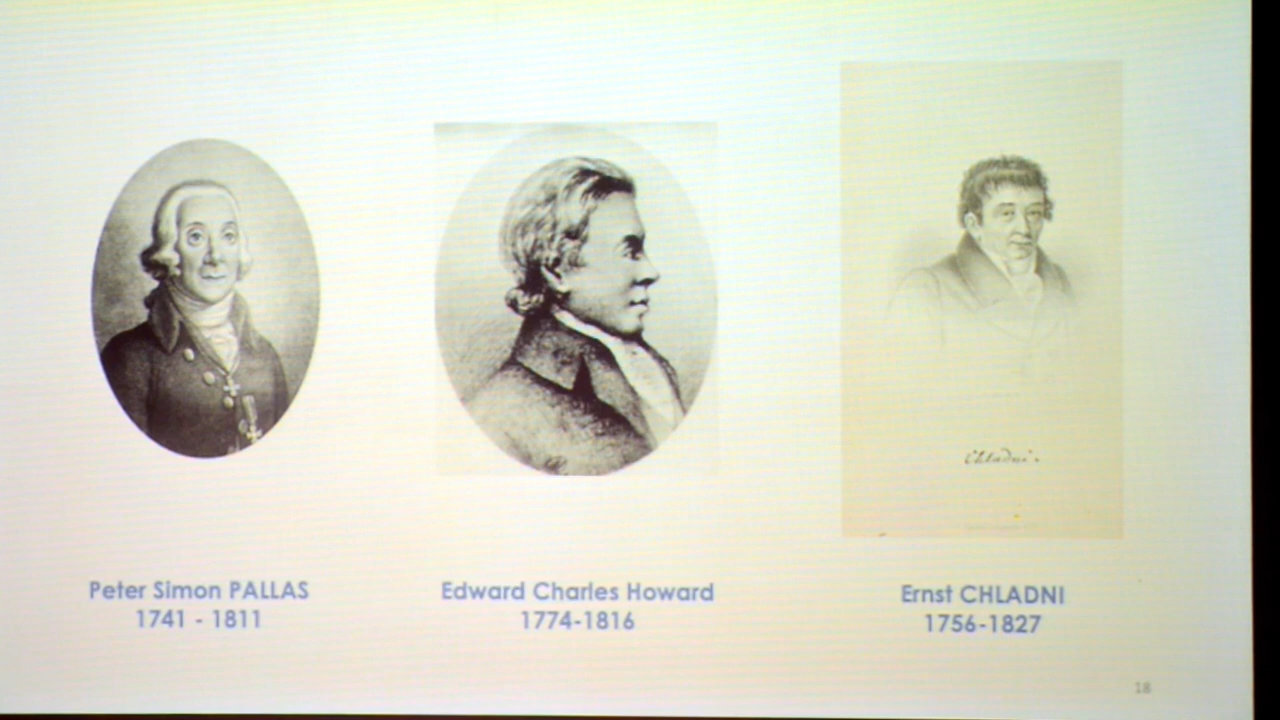 Chladni.
Peter Simon PALLAS
1741 - 1811
Edward Charles Howard
1774-1816
Ernst CHLADNI
1756-1827
18